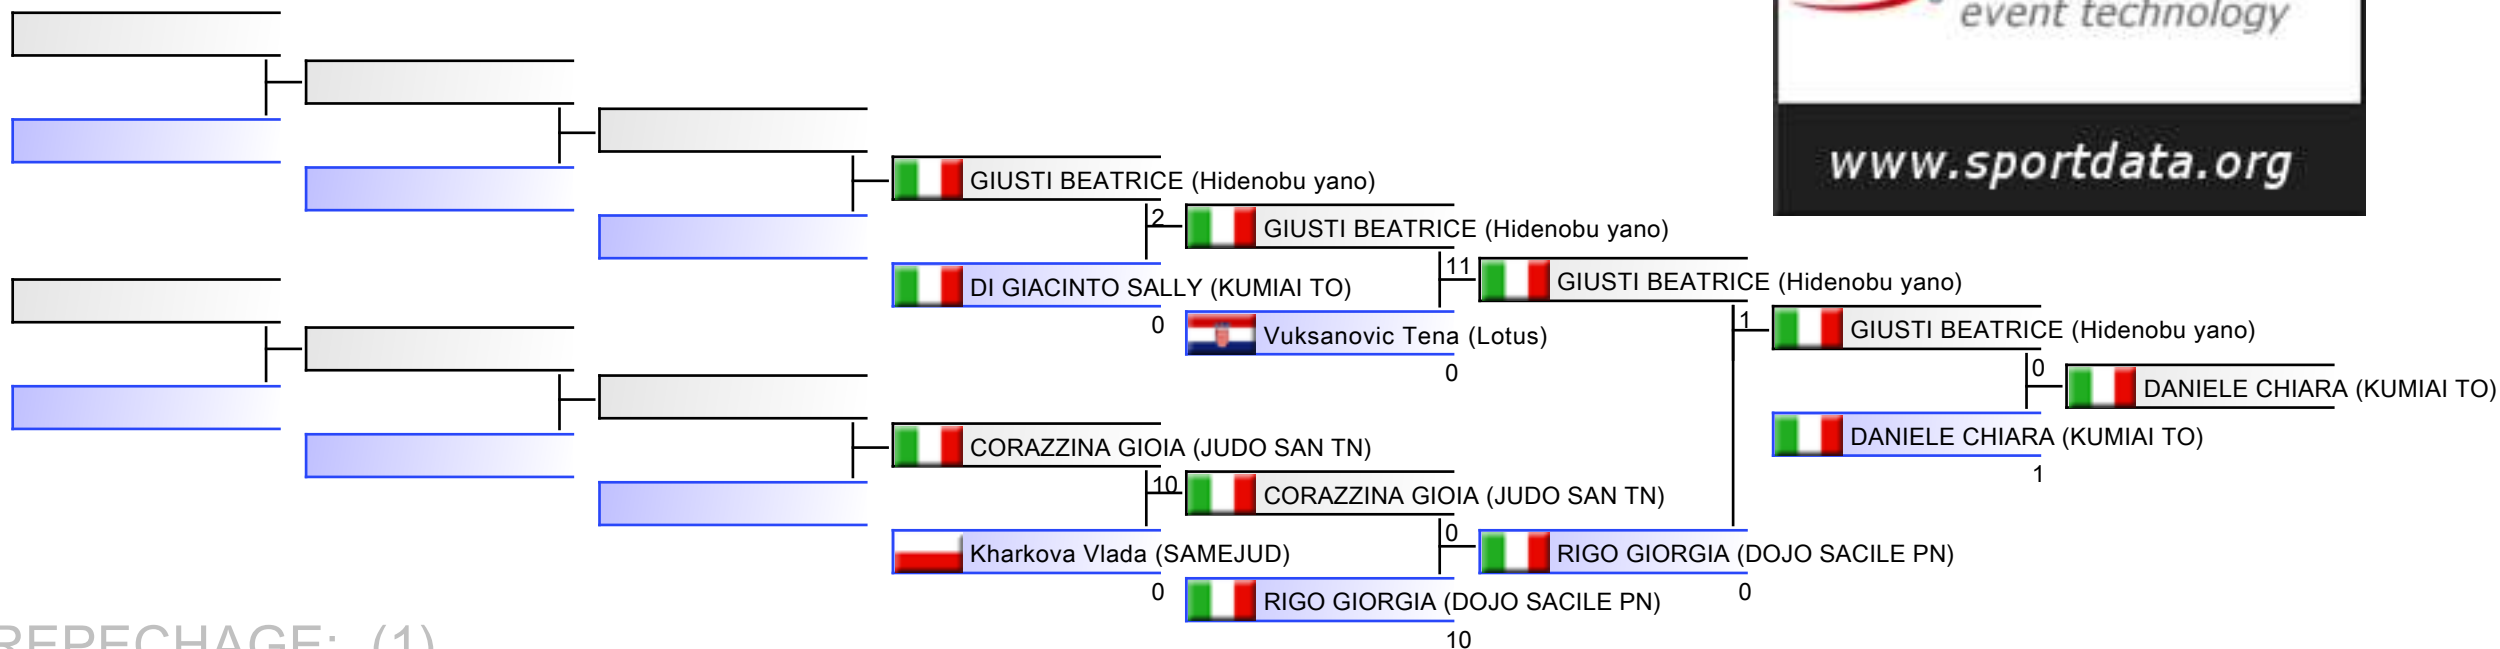 event technology
www.sportdata.org
GIUSTI BEATRICE (Hidenobu yano)
2
GIUSTI BEATRICE (Hidenobu yano)
DI GIACINTO SALLY (KUMIAI TO)
0
11
GIUSTI BEATRICE (Hidenobu yano)
Vuksanovic Tena (Lotus)
0
1
GIUSTI BEATRICE (Hidenobu yano)
0
DANIELE CHIARA (KUMIAI TO)
DANIELE CHIARA (KUMIAI TO)
1
CORAZZINA GIOIA (JUDO SAN TN)
10
CORAZZINA GIOIA (JUDO SAN TN)
Kharkova Vlada (SAMEJUD)
0
0
RIGO GIORGIA (DOJO SACILE PN)
0
RIGO GIORGIA (DOJO SACILE PN)
10
REPECHAGE: (1)